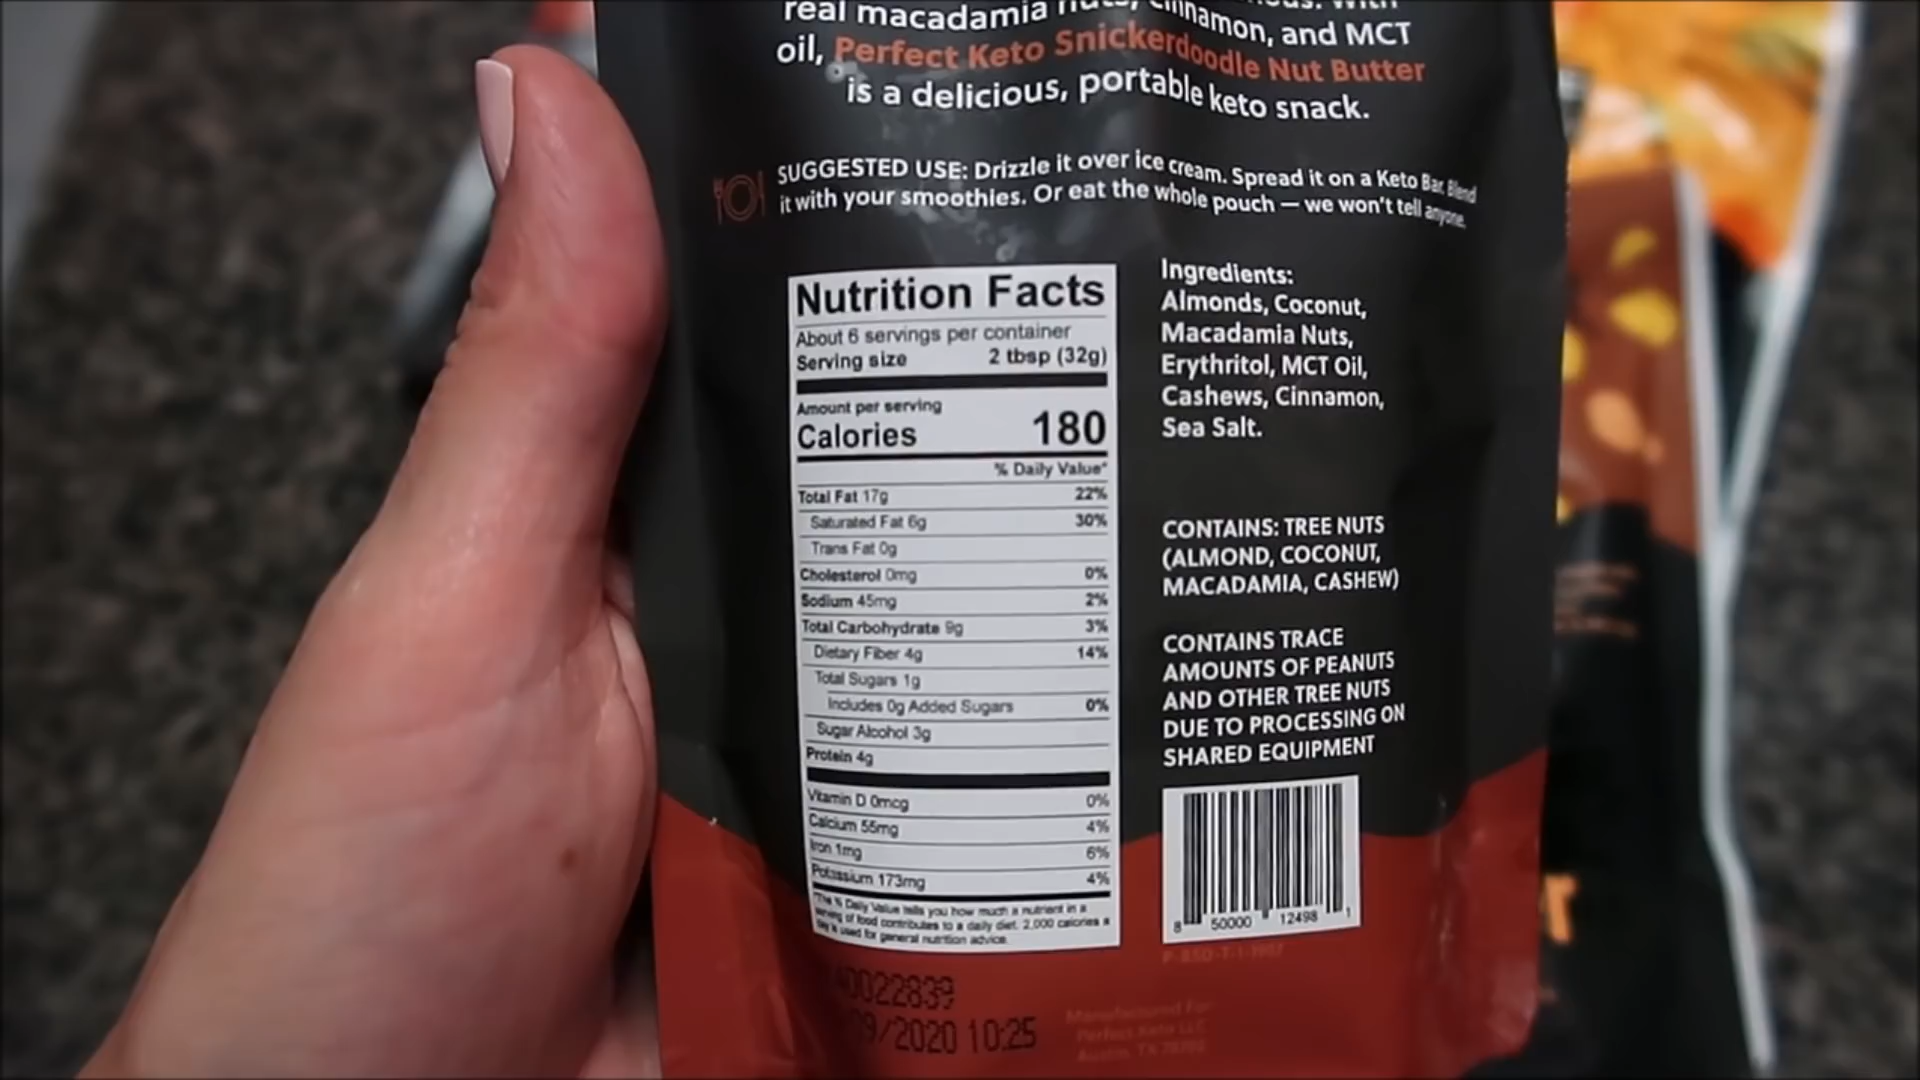 real macadamia nuts, cinnamon, and MCT
oil, Perfect Keto Snickerdoodle Nut Butter
is a delicious, portable keto snack.
SUGGESTED USE: Drizzle it over ice cream. Spread it on a Keto Bar. Blend
it with your smoothies. Or eat the whole pouch — we won't tell anyone.
Nutrition Facts
About 6 servings per container
Serving size 2 tbsp (32g)
Amount per serving
Calories 180
% Daily Value*
Total Fat 17g 22%
Saturated Fat 6g 30%
Trans Fat 0g
Cholesterol 0mg 0%
Sodium 45mg 2%
Total Carbohydrate 9g 3%
Dietary Fiber 4g 14%
Total Sugars 1g
Includes 0g Added Sugars 0%
Sugar Alcohol 3g
Protein 4g
Vitamin D 0mcg 0%
Calcium 55mg 4%
Iron 1mg 6%
Potassium 173mg 4%
*The % Daily Value tells you how much a nutrient in a
serving of food contributes to a daily diet. 2,000 calories a
day is used for general nutrition advice.
Ingredients:
Almonds, Coconut,
Macadamia Nuts,
Erythritol, MCT Oil,
Cashews, Cinnamon,
Sea Salt.
CONTAINS: TREE NUTS
(ALMOND, COCONUT,
MACADAMIA, CASHEW)
CONTAINS TRACE
AMOUNTS OF PEANUTS
AND OTHER TREE NUTS
DUE TO PROCESSING ON
SHARED EQUIPMENT
8 50000 12498 1
0022839
9/2020 10:25
Manufactured For
Perfect Keto LLC
Austin, TX